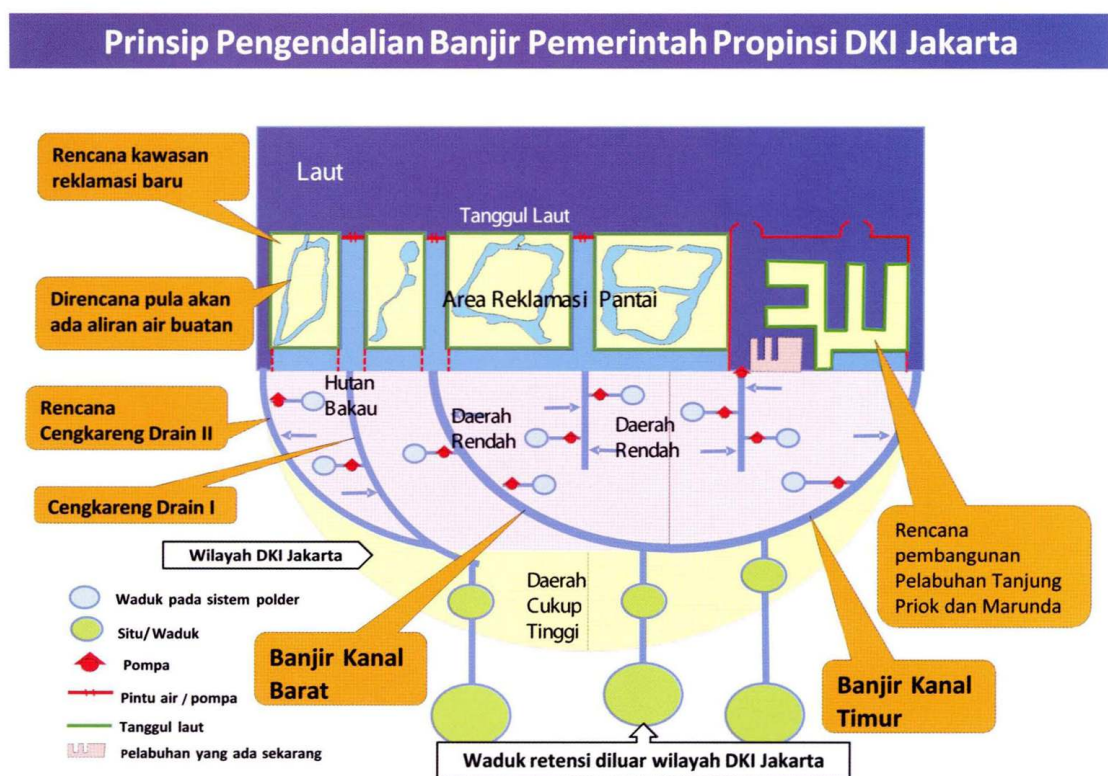 Prinsip Pengendalian Banjir Pemerintah Propinsi DKI Jakarta
Rencana kawasan
reklamasi baru
Laut
Tanggul Laut
Direncana pula akan
ada aliran air buatan
Area Reklamasi Pantai
Rencana
Cengkareng Drain II
Hutan
Bakau
Daerah
Rendah
Daerah
Rendah
Cengkareng Drain I
Rencana
pembangunan
Pelabuhan Tanjung
Priok dan Marunda
Wilayah DKI Jakarta
Daerah
Cukup
Tinggi
Waduk pada sistem polder
Situ/Waduk
Pompa
Pintu air / pompa
Tanggul laut
Pelabuhan yang ada sekarang
Banjir Kanal
Barat
Banjir Kanal
Timur
Waduk retensi diluar wilayah DKI Jakarta